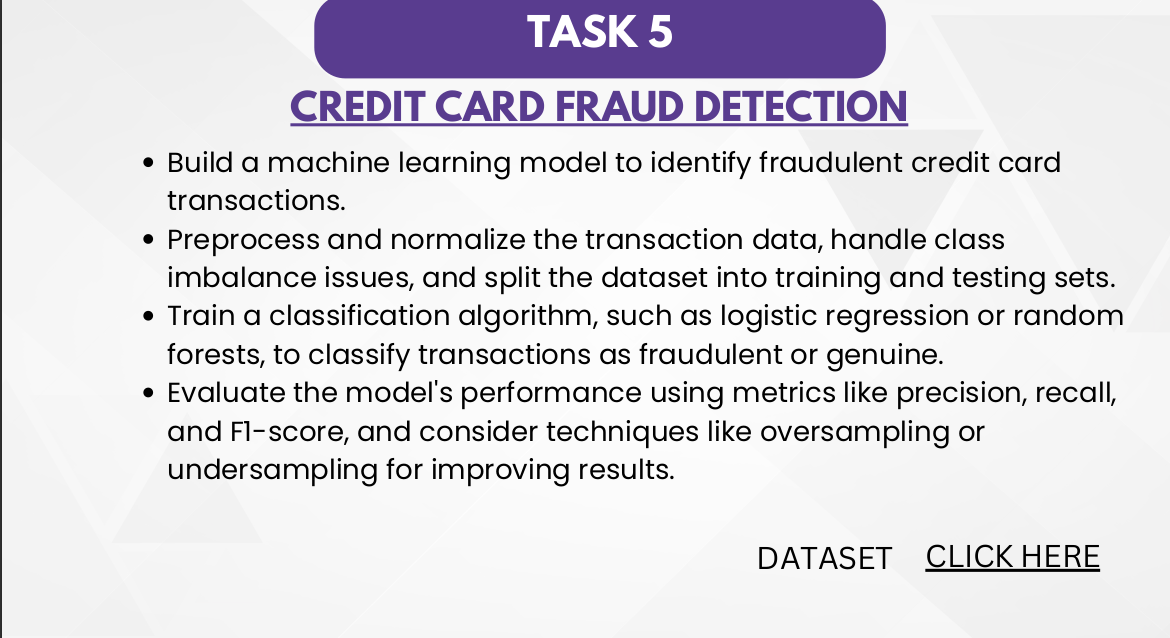 TASK 5
CREDIT CARD FRAUD DETECTION
• Build a machine learning model to identify fraudulent credit card
transactions.
• Preprocess and normalize the transaction data, handle class
imbalance issues, and split the dataset into training and testing sets.
• Train a classification algorithm, such as logistic regression or random
forests, to classify transactions as fraudulent or genuine.
• Evaluate the model's performance using metrics like precision, recall,
and F1-score, and consider techniques like oversampling or
undersampling for improving results.
DATASET CLICK HERE